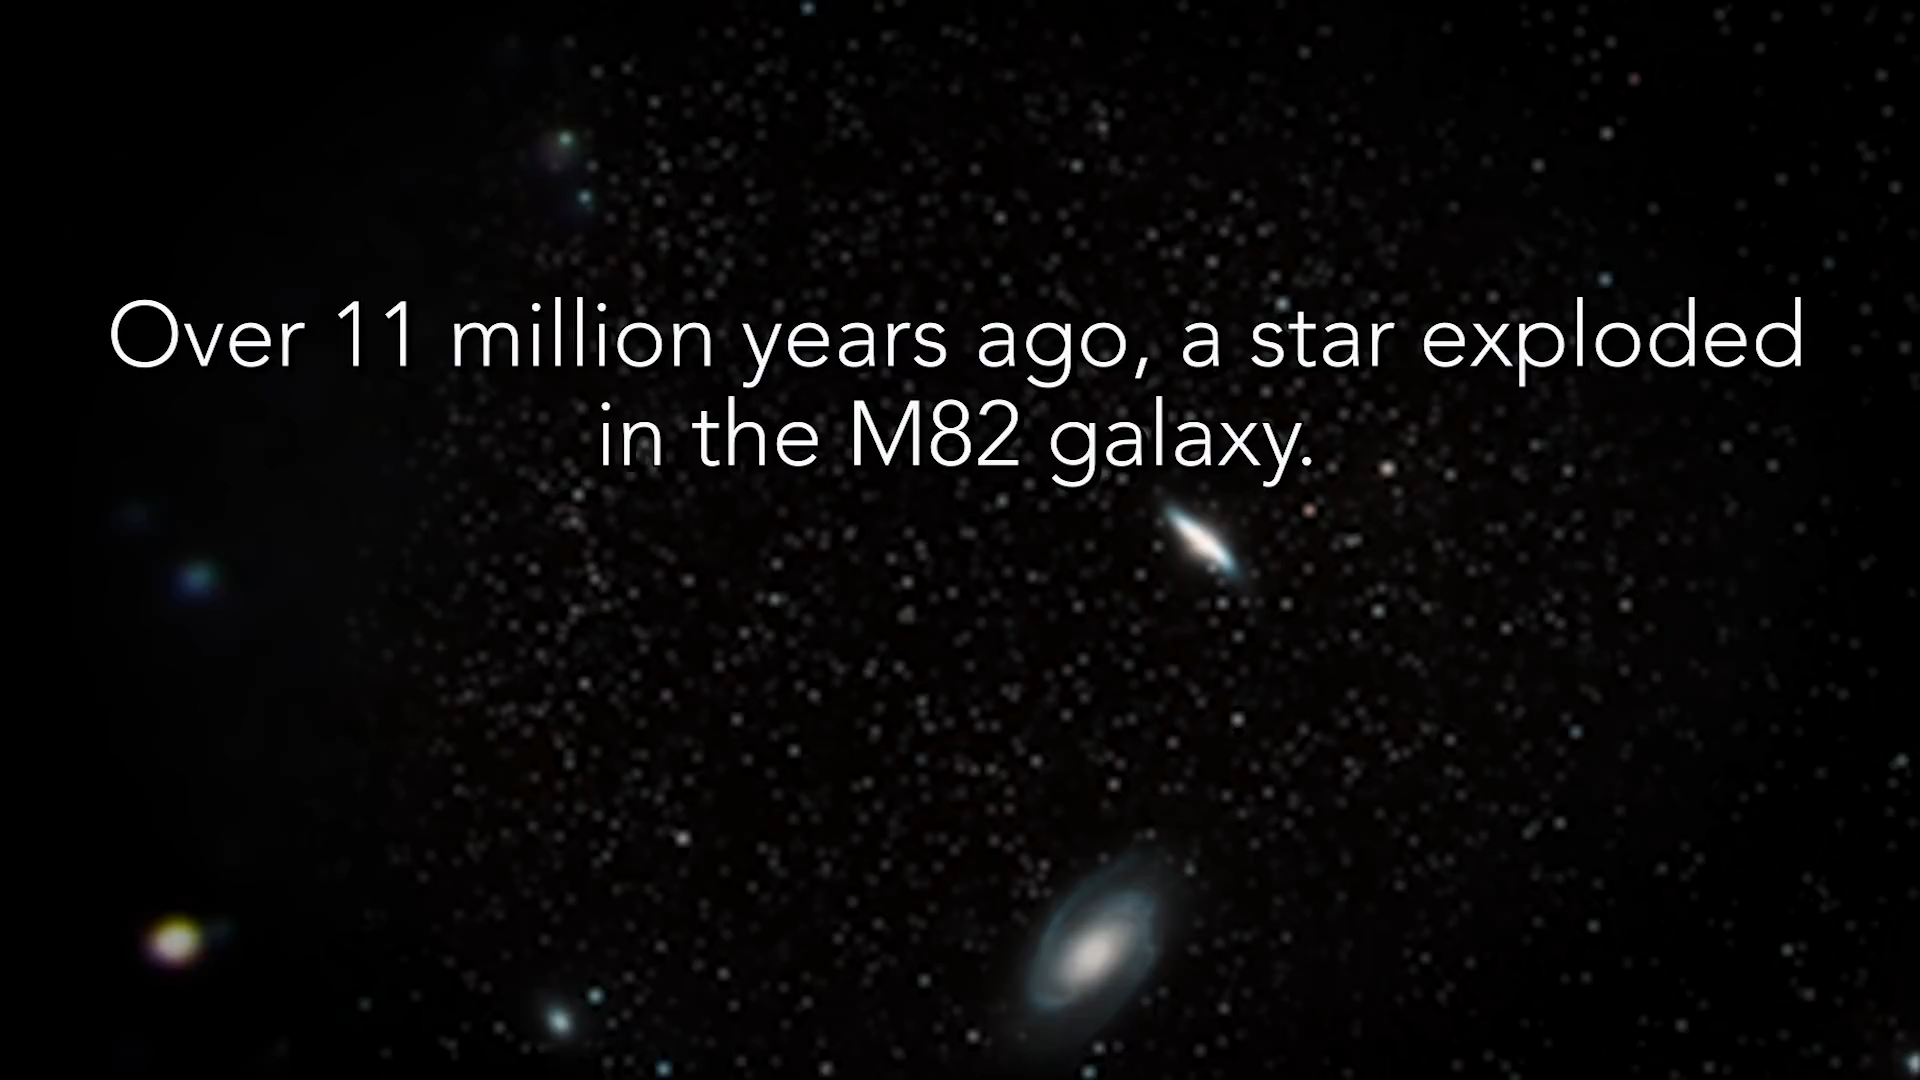 Over 11 million years ago, a star exploded
in the M82 galaxy.